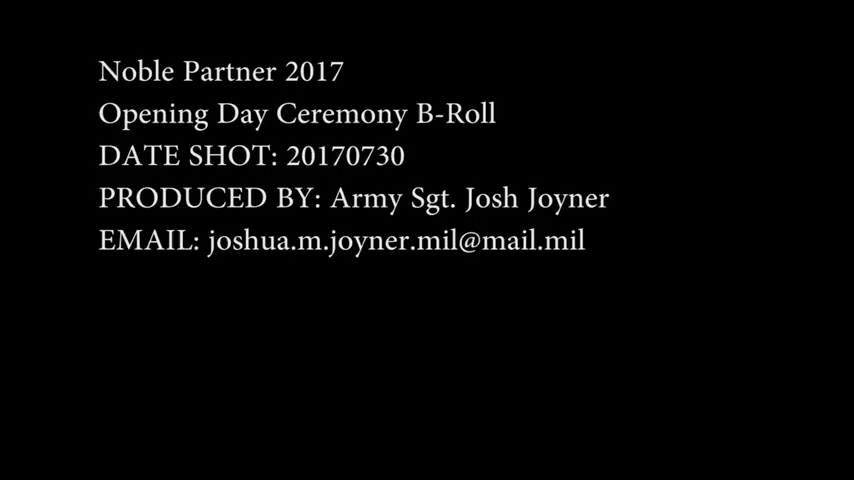 Noble Partner 2017
Opening Day Ceremony B-Roll
DATE SHOT: 20170730
PRODUCED BY: Army Sgt. Josh Joyner
EMAIL: joshua.m.joyner.mil@mail.mil